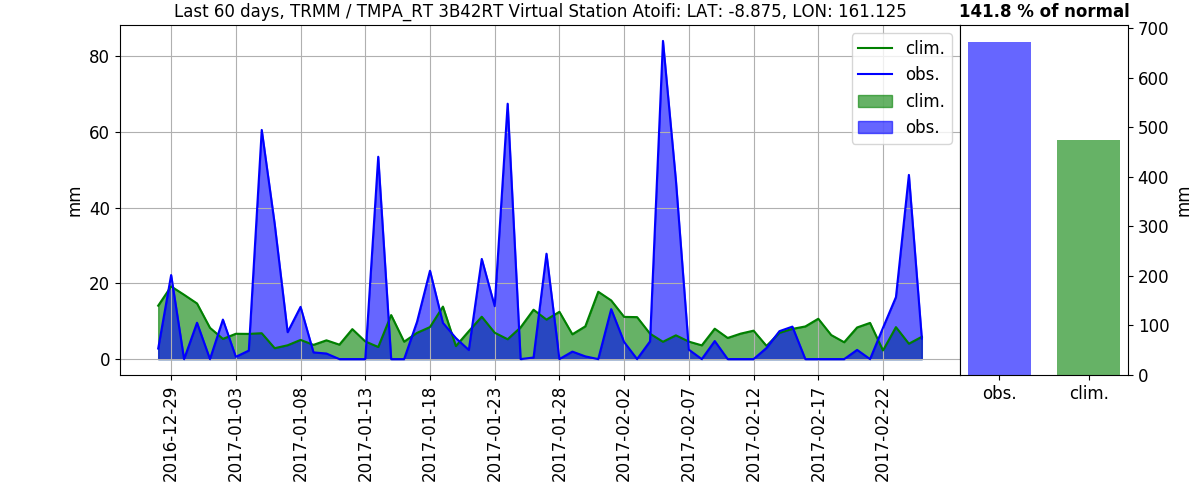 Last 60 days, TRMM / TMPA_RT 3B42RT Virtual Station Atoifi: LAT: -8.875, LON: 161.125
141.8 % of normal
mm
80
60
40
20
0
clim.
obs.
clim.
obs.
2016-12-29
2017-01-03
2017-01-08
2017-01-13
2017-01-18
2017-01-23
2017-01-28
2017-02-02
2017-02-07
2017-02-12
2017-02-17
2017-02-22
700
600
500
400
300
200
100
0
mm
obs.
clim.